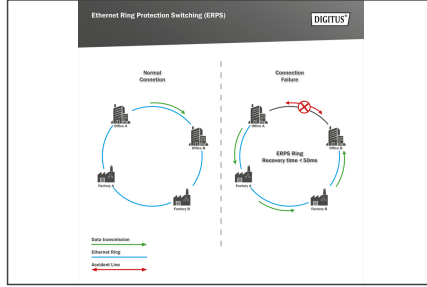 Ethernet Ring Protection Switching (ERPS)
DIGITUS®
Normal
Connetion
Connection
Failure
Office A
Office B
Factory A
Factory B
Office A
Office B
ERPS Ring
Recovery time < 50ms
Factory A
Factory B
Data transmission
Ethernet Ring
Accident Line